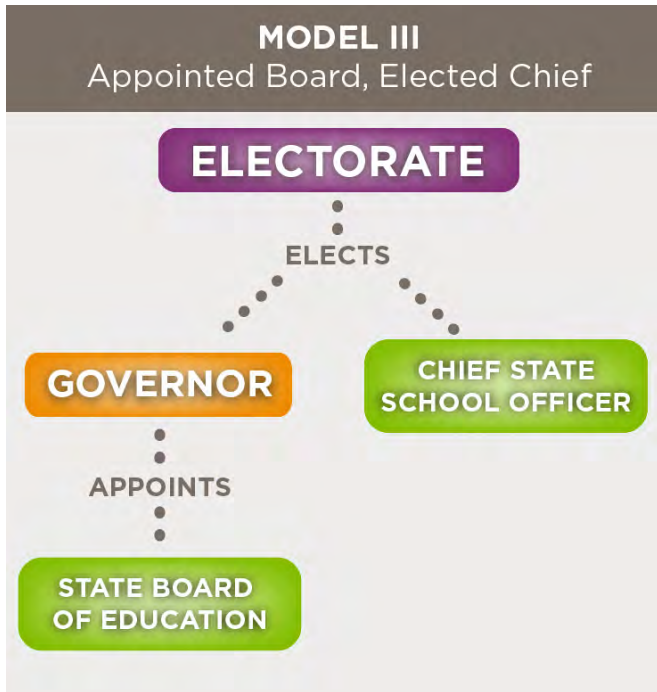 MODEL III
Appointed Board, Elected Chief
ELECTORATE
ELECTS
GOVERNOR
CHIEF STATE
SCHOOL OFFICER
APPOINTS
STATE BOARD
OF EDUCATION